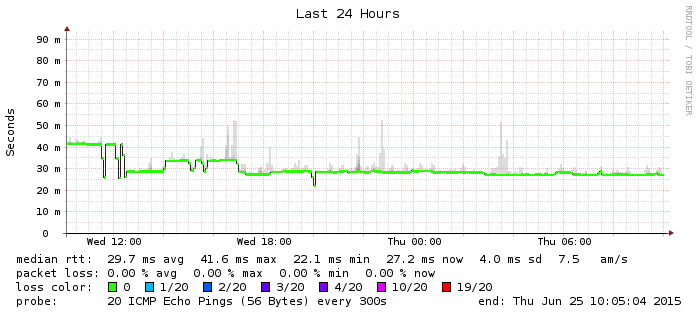 Last 24 Hours
RRDTOOL / TOBI OETIKER
Seconds
90 m
80 m
70 m
60 m
50 m
40 m
30 m
20 m
10 m
0
Wed 12:00 Wed 18:00 Thu 00:00 Thu 06:00
median rtt: 29.7 ms avg 41.6 ms max 22.1 ms min 27.2 ms now 4.0 ms sd 7.5 am/s
packet loss: 0.00 % avg 0.00 % max 0.00 % min 0.00 % now
loss color: 0 1/20 2/20 3/20 4/20 10/20 19/20
probe: 20 ICMP Echo Pings (56 Bytes) every 300s end: Thu Jun 25 10:05:04 2015